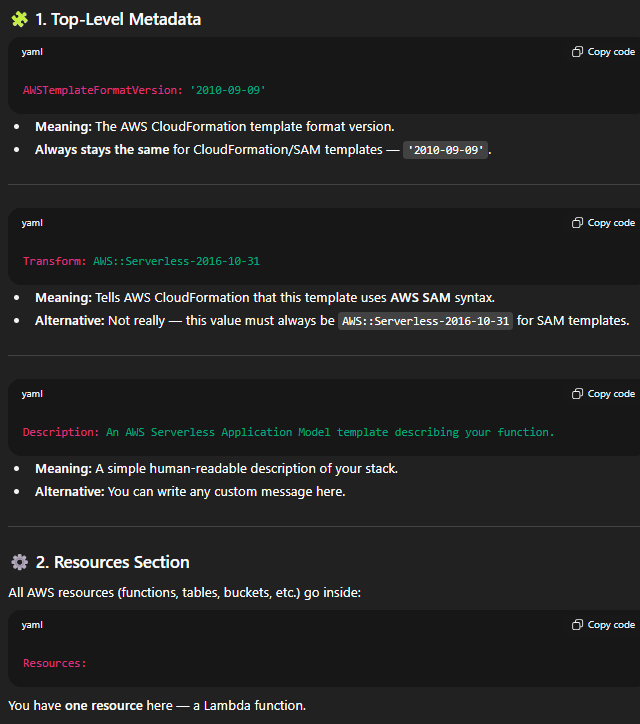 🧩 1. Top-Level Metadata
yaml Copy code
AWSTemplateFormatVersion: '2010-09-09'
• Meaning: The AWS CloudFormation template format version.
• Always stays the same for CloudFormation/SAM templates — '2010-09-09'.
yaml Copy code
Transform: AWS::Serverless-2016-10-31
• Meaning: Tells AWS CloudFormation that this template uses AWS SAM syntax.
• Alternative: Not really — this value must always be AWS::Serverless-2016-10-31 for SAM templates.
yaml Copy code
Description: An AWS Serverless Application Model template describing your function.
• Meaning: A simple human-readable description of your stack.
• Alternative: You can write any custom message here.
⚙️ 2. Resources Section
All AWS resources (functions, tables, buckets, etc.) go inside:
yaml Copy code
Resources:
You have one resource here — a Lambda function.